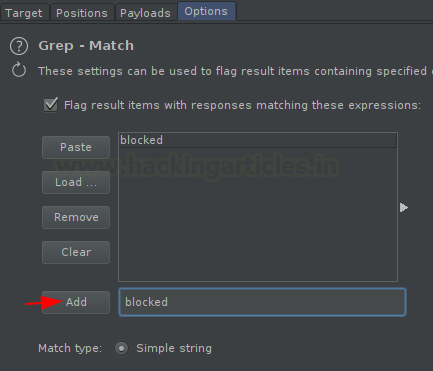 Target Positions Payloads Options
? Grep - Match
These settings can be used to flag result items containing specified
Flag result items with responses matching these expressions:
Paste
blocked
www.hackingarticles.in
Load ...
Remove
Clear
Add
blocked
Match type: Simple string